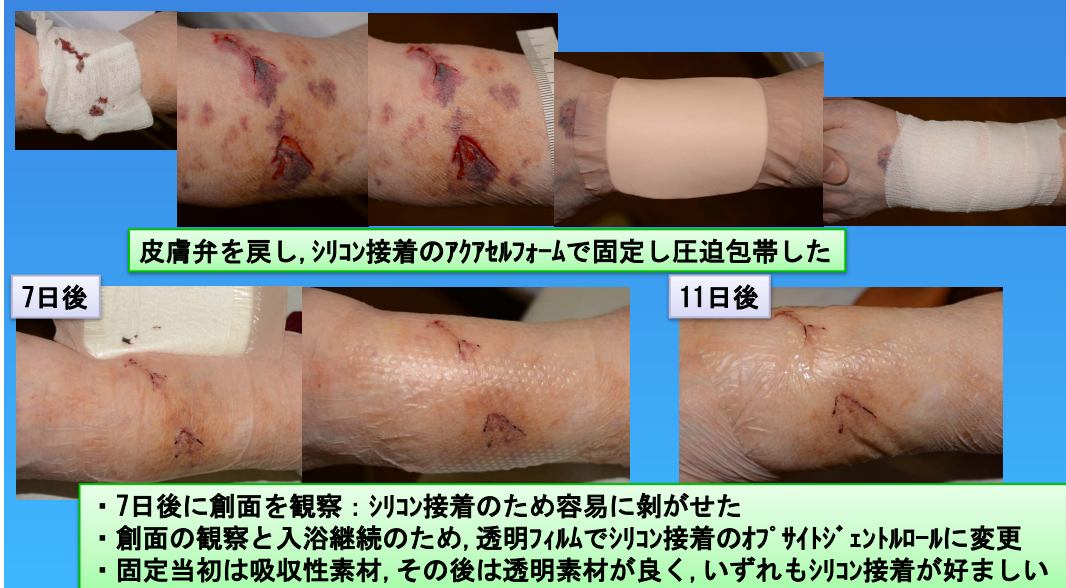 皮膚弁を戻し,ｼﾘｺﾝ接着のｱｸｱｾﾙﾌｫｰﾑで固定し圧迫包帯した
7日後
11日後
・7日後に創面を観察：ｼﾘｺﾝ接着のため容易に剝がせた
・創面の観察と入浴継続のため,透明ﾌｨﾙﾑでｼﾘｺﾝ接着のｵﾌﾟｻｲﾄｼﾞｪﾝﾄﾙﾛｰﾙに変更
・固定当初は吸収性素材,その後は透明素材が良く,いずれもｼﾘｺﾝ接着が好ましい